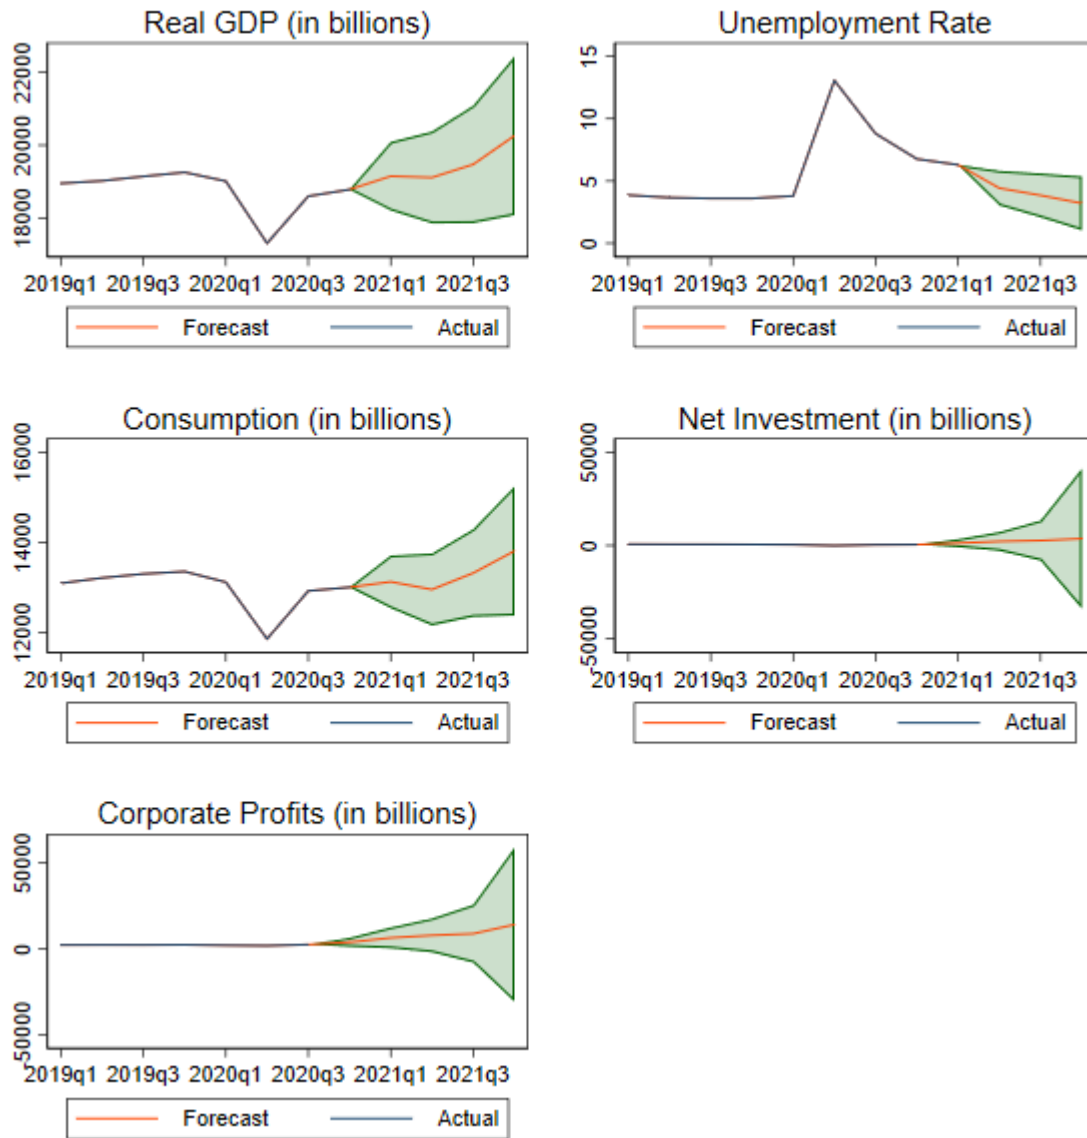 Real GDP (in billions)
22000
20000
18000
2019q1 2019q3 2020q1 2020q3 2021q1 2021q3
Forecast Actual
Unemployment Rate
15
10
5
0
2019q1 2019q3 2020q1 2020q3 2021q1 2021q3
Forecast Actual
Consumption (in billions)
16000
14000
12000
2019q1 2019q3 2020q1 2020q3 2021q1 2021q3
Forecast Actual
Net Investment (in billions)
50000
0
-50000
2019q1 2019q3 2020q1 2020q3 2021q1 2021q3
Forecast Actual
Corporate Profits (in billions)
50000
0
-50000
2019q1 2019q3 2020q1 2020q3 2021q1 2021q3
Forecast Actual